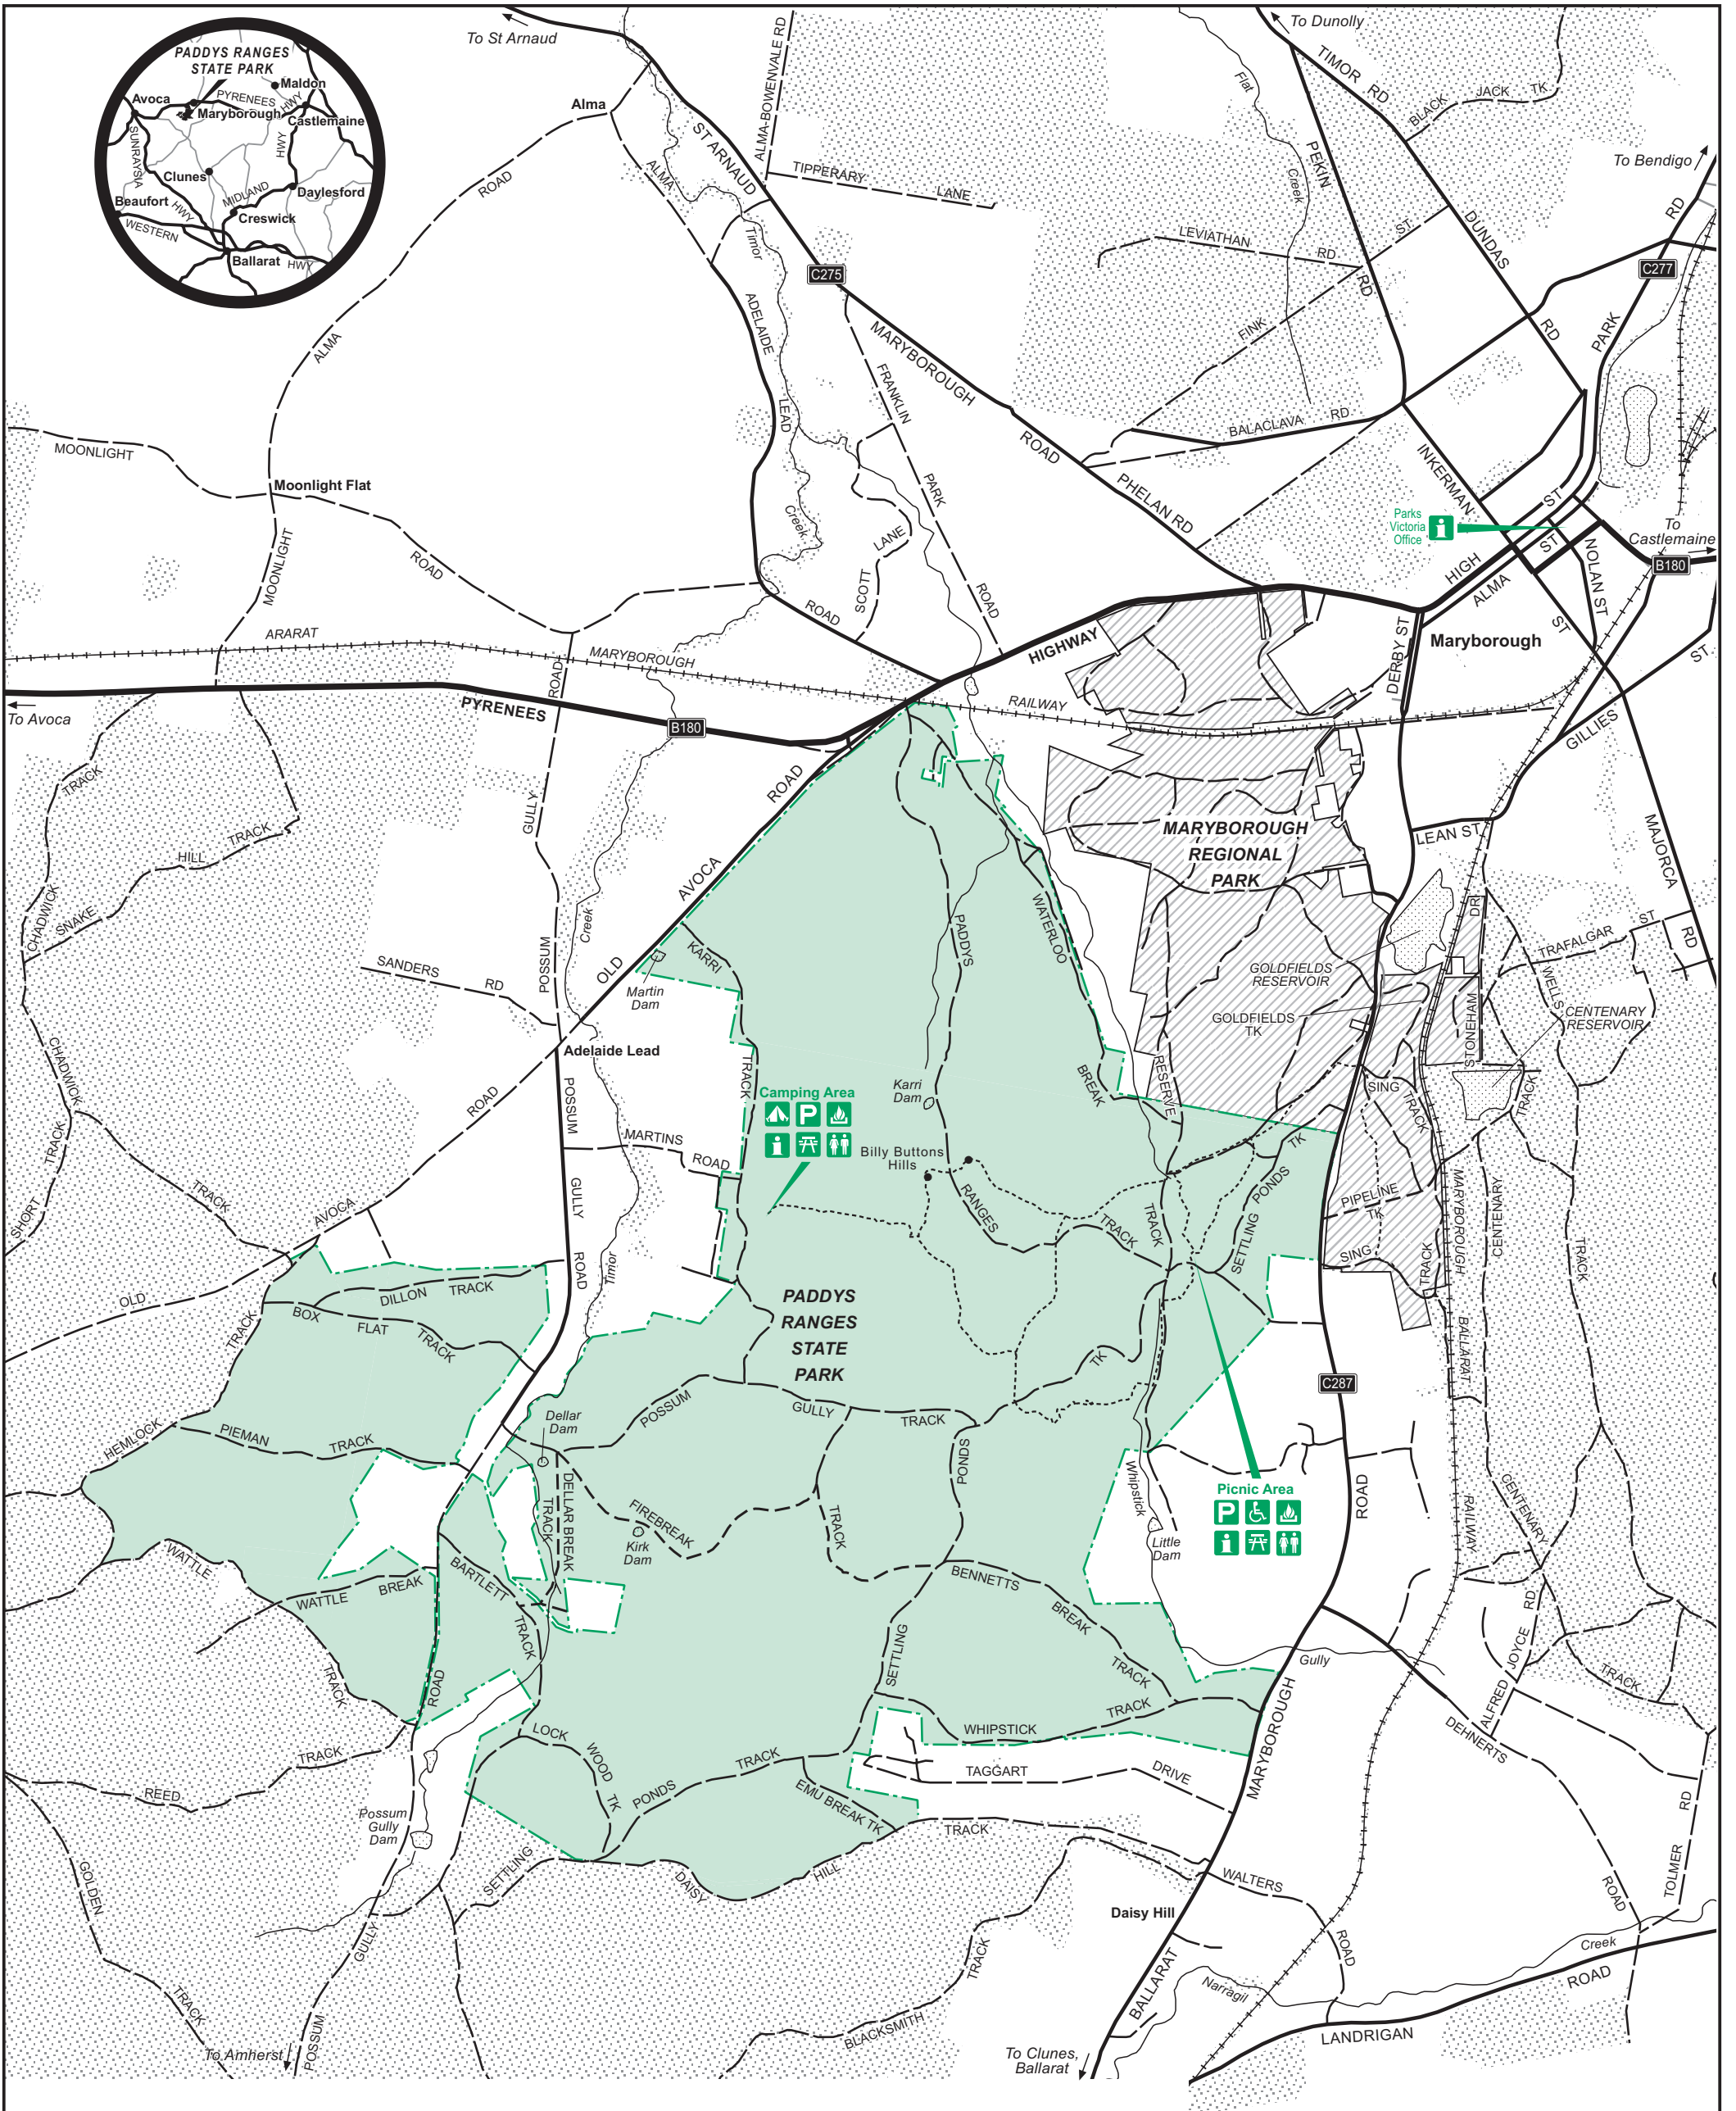 PADDYS RANGES
STATE PARK
Maldon
Avoca
PYRENEES
HWY
Maryborough
Castlemaine
SUNRAYSIA
HWY
HWY
Clunes
MIDLAND
Daylesford
Beaufort
Creswick
WESTERN
Ballarat
HWY
To St Arnaud
To Dunolly
To Bendigo
TIMOR
RD
BLACK
JACK
TK
Alma
ALMA-BOWENVALE RD
ST ARNAUD
TIPPERARY
LANE
Flat
Creek
PEKIN
RD
ROAD
ALMA
ALMA
Timor
ADELAIDE
LEAD
Creek
C275
LEVIATHAN
RD
FINK
ST
DUNDAS
RD
RD
PARK
C277
MARYBOROUGH
ROAD
FRANKLIN
PARK
ROAD
BALACLAVA
RD
PHELAN RD
INKERMAN
ST
MOONLIGHT
Moonlight Flat
MOONLIGHT
ROAD
SCOTT
LANE
ROAD
Parks
Victoria
Office
HIGH
ST
ALMA
ST
NOLAN ST
To
Castlemaine
B180
ARARAT
MARYBOROUGH
RAILWAY
HIGHWAY
DERBY ST
Maryborough
ST
GILLIES
To Avoca
PYRENEES
B180
ROAD
GULLY
POSSUM
TRACK
HILL
TRACK
SNAKE
CHADWICK
AVOCA
ROAD
OLD
Creek
MARYBOROUGH
REGIONAL
PARK
LEAN ST
MAJORCA
RD
SANDERS
RD
KARRI
Martin
Dam
PADDYS
WATERLOO
BREAK
GOLDFIELDS
RESERVOIR
GOLDFIELDS
TK
DR
STONEHAM
TRAFALGAR
ST
WELLS
TRACK
CENTENARY
RESERVOIR
Adelaide Lead
CHADWICK
TRACK
TRACK
SHORT
ROAD
AVOCA
OLD
POSSUM
GULLY
ROAD
MARTINS
ROAD
TRACK
Camping Area
Karri
Dam
Billy Buttons
Hills
RANGES
TRACK
RESERVE
TRACK
SETTLING
PONDS
TK
SING
TRACK
PIPELINE
TK
SING
TRACK
MARYBOROUGH
BALLARAT
RAILWAY
CENTENARY
TRACK
Timor
DILLON
TRACK
BOX
FLAT
TRACK
TRACK
HEMLOCK
PADDYS
RANGES
STATE
PARK
TK
C287
PIEMAN
TRACK
Dellar
Dam
POSSUM
GULLY
TRACK
DELLAR BREAK
TRACK
FIREBREAK
Kirk
Dam
TRACK
PONDS
Whipstick
Little
Dam
Picnic Area
ROAD
CENTENARY
WATTLE
TRACK
WATTLE
BREAK
BARTLETT
TRACK
ROAD
BENNETTS
BREAK
TRACK
SETTLING
Gully
RD
JOYCE
ALFRED
TRACK
DEHNERTS
ROAD
WHIPSTICK
TRACK
TAGGART
DRIVE
MARYBOROUGH
LOCK
WOOD
TK
PONDS
TRACK
EMU BREAK TK
REED
TRACK
Possum
Gully
Dam
GOLDEN
TRACK
GULLY
POSSUM
SETTLING
DAISY
HILL
TRACK
WALTERS
ROAD
Daisy Hill
BALLARAT
TOLMER
RD
Narragil
Creek
LANDRIGAN
ROAD
TRACK
BLACKSMITH
To Amherst
To Clunes,
Ballarat